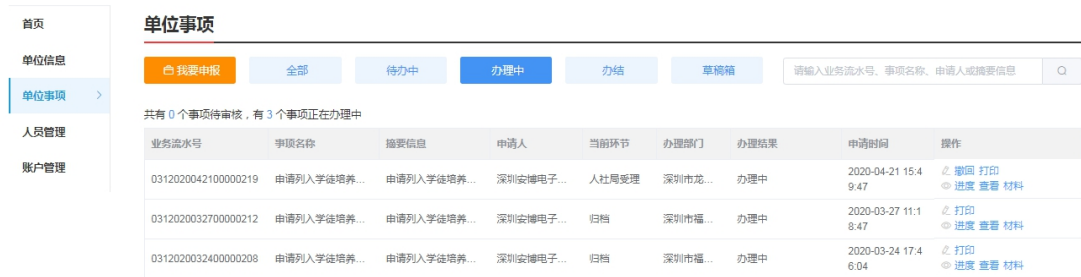 首页
单位信息
单位事项
人员管理
账户管理
单位事项
我要申报 全部 待办中 办理中 办结 草稿箱 请输入业务流水号、事项名称、申请人或摘要信息
共有 0 个事项待审核，有 3 个事项正在办理中
业务流水号 事项名称 摘要信息 申请人 当前环节 办理部门 办理结果 申请时间 操作
0312020042100000219 申请列入学徒培养... 申请列入学徒培养... 深圳安博电子... 人社局受理 深圳市龙... 办理中 2020-04-21 15:4 撤回 打印
9:47 进度 查看 材料
0312020032700000212 申请列入学徒培养... 申请列入学徒培养... 深圳安博电子... 归档 深圳市福... 办理中 2020-03-27 11:1 打印
8:47 进度 查看 材料
0312020032400000208 申请列入学徒培养... 申请列入学徒培养... 深圳安博电子... 归档 深圳市福... 办理中 2020-03-24 17:4 打印
6:04 进度 查看 材料